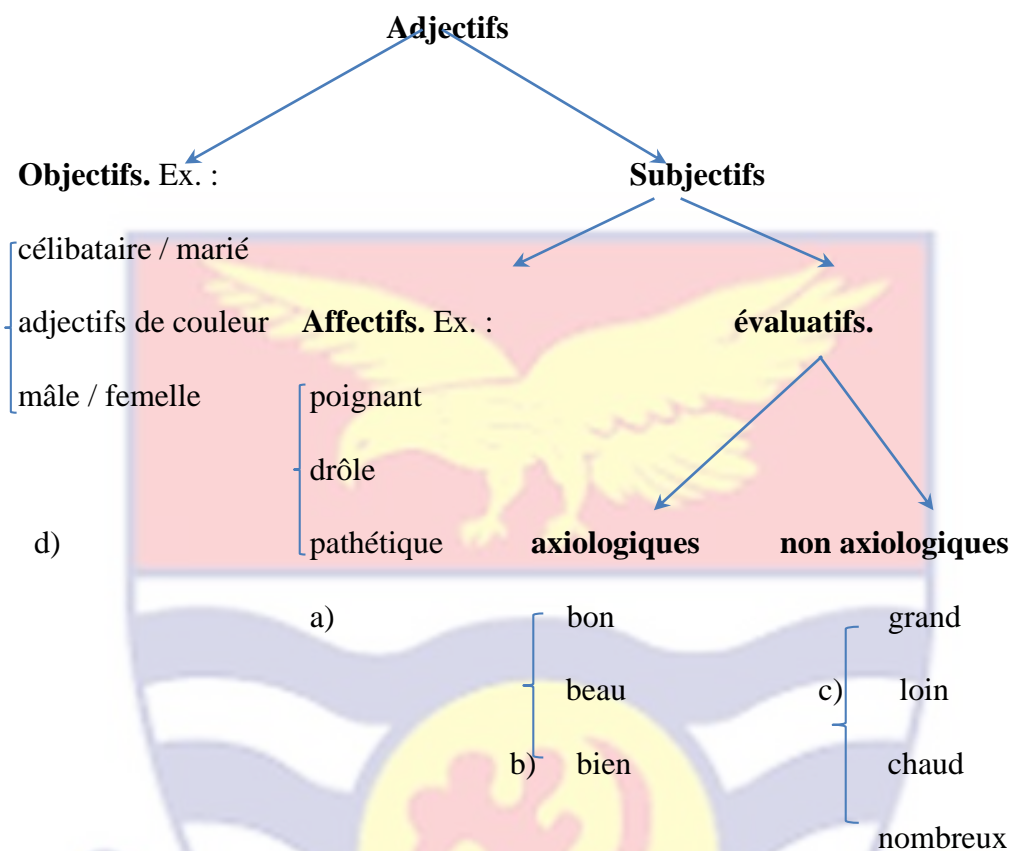 Adjectifs
Objectifs. Ex. : Subjectifs
célibataire / marié
adjectifs de couleur Affectifs. Ex. : évaluatifs.
mâle / femelle poignant
drôle
d) pathétique axiologiques non axiologiques
a) bon grand
beau c) loin
b) bien chaud
nombreux